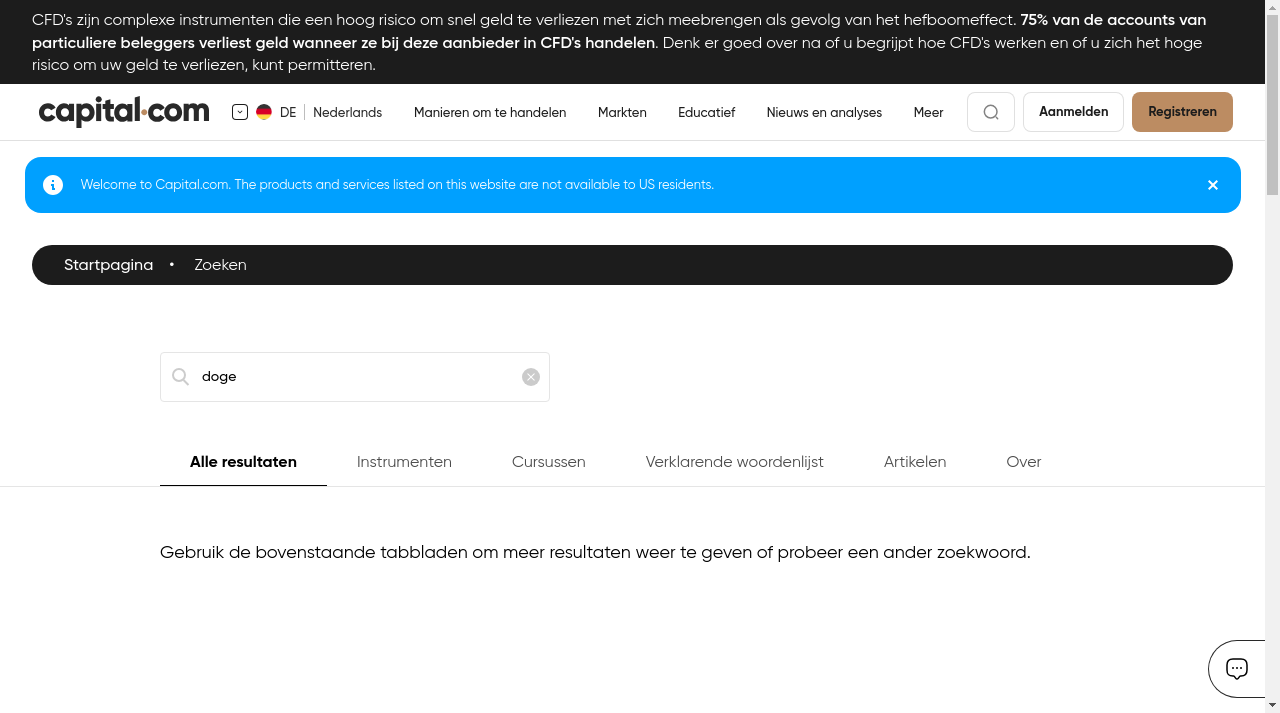 CFD's zijn complexe instrumenten die een hoog risico om snel geld te verliezen met zich meebrengen als gevolg van het hefboomeffect. 75% van de accounts van
particuliere beleggers verliest geld wanneer ze bij deze aanbieder in CFD's handelen. Denk er goed over na of u begrijpt hoe CFD's werken en of u zich het hoge
risico om uw geld te verliezen, kunt permitteren.
capital.com DE Nederlands Manieren om te handelen Markten Educatief Nieuws en analyses Meer Aanmelden Registreren
Welcome to Capital.com. The products and services listed on this website are not available to US residents.
Startpagina • Zoeken
doge
Alle resultaten Instrumenten Cursussen Verklarende woordenlijst Artikelen Over
Gebruik de bovenstaande tabbladen om meer resultaten weer te geven of probeer een ander zoekwoord.